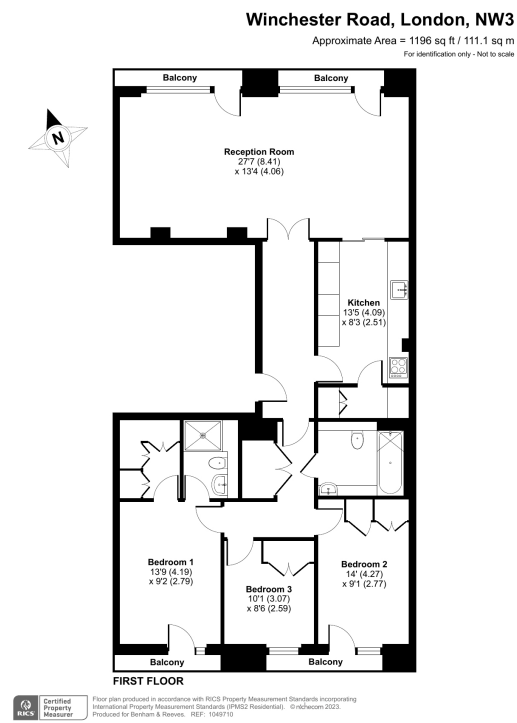 Winchester Road, London, NW3
Approximate Area = 1196 sq ft / 111.1 sq m
For identification only - Not to scale
Balcony
Balcony
N
Reception Room
27'7 (8.41)
x 13'4 (4.06)
Kitchen
13'5 (4.09)
x 8'3 (2.51)
Bedroom 1
13'9 (4.19)
x 9'2 (2.79)
Bedroom 2
14' (4.27)
x 9'1 (2.77)
Bedroom 3
10'1 (3.07)
x 8'6 (2.59)
Balcony
Balcony
FIRST FLOOR
RICS
Certified
Property
Measurer
Floor plan produced in accordance with RICS Property Measurement Standards incorporating
International Property Measurement Standards (IPMS2 Residential). © nichecom 2023.
Produced for Benham & Reeves. REF: 1049710